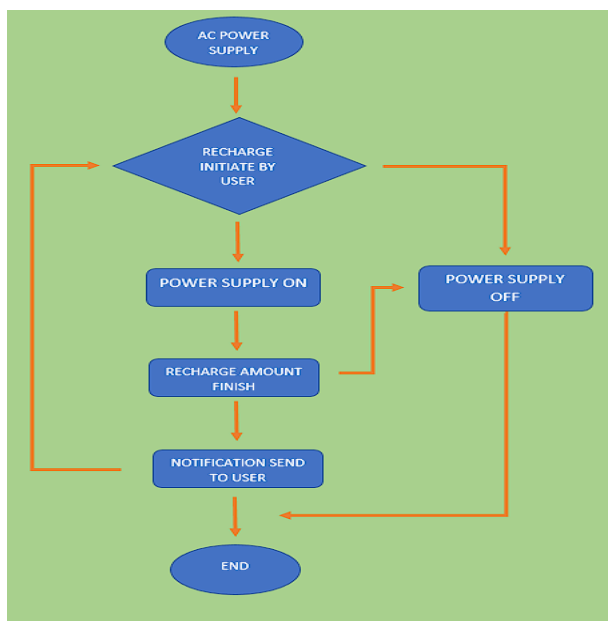 AC POWER
SUPPLY
RECHARGE
INITIATE BY
USER
POWER SUPPLY ON
POWER SUPPLY
OFF
RECHARGE AMOUNT
FINISH
NOTIFICATION SEND
TO USER
END